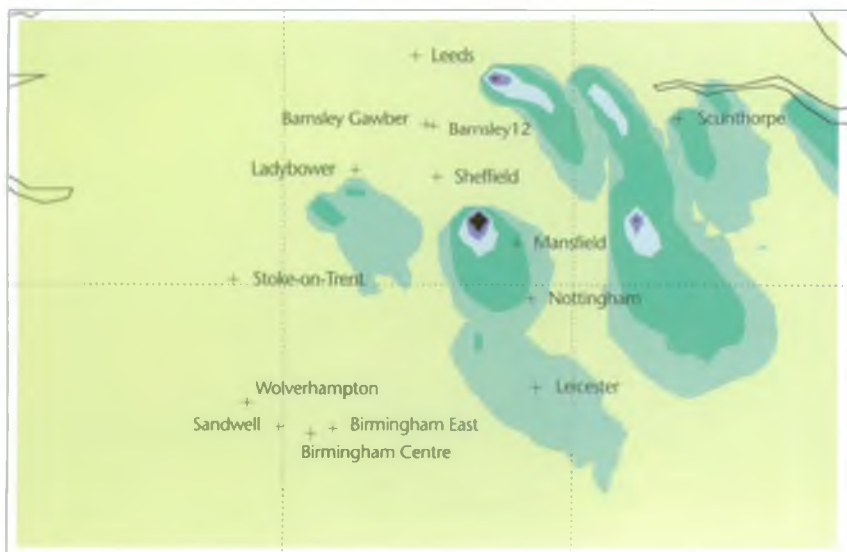 Leeds
Barnsley Gawber
Barnsley12
Scunthorpe
Ladybower
Sheffield
Mansfield
Stoke-on-Trent
Nottingham
Wolverhampton
Leicester
Sandwell
Birmingham East
Birmingham Centre